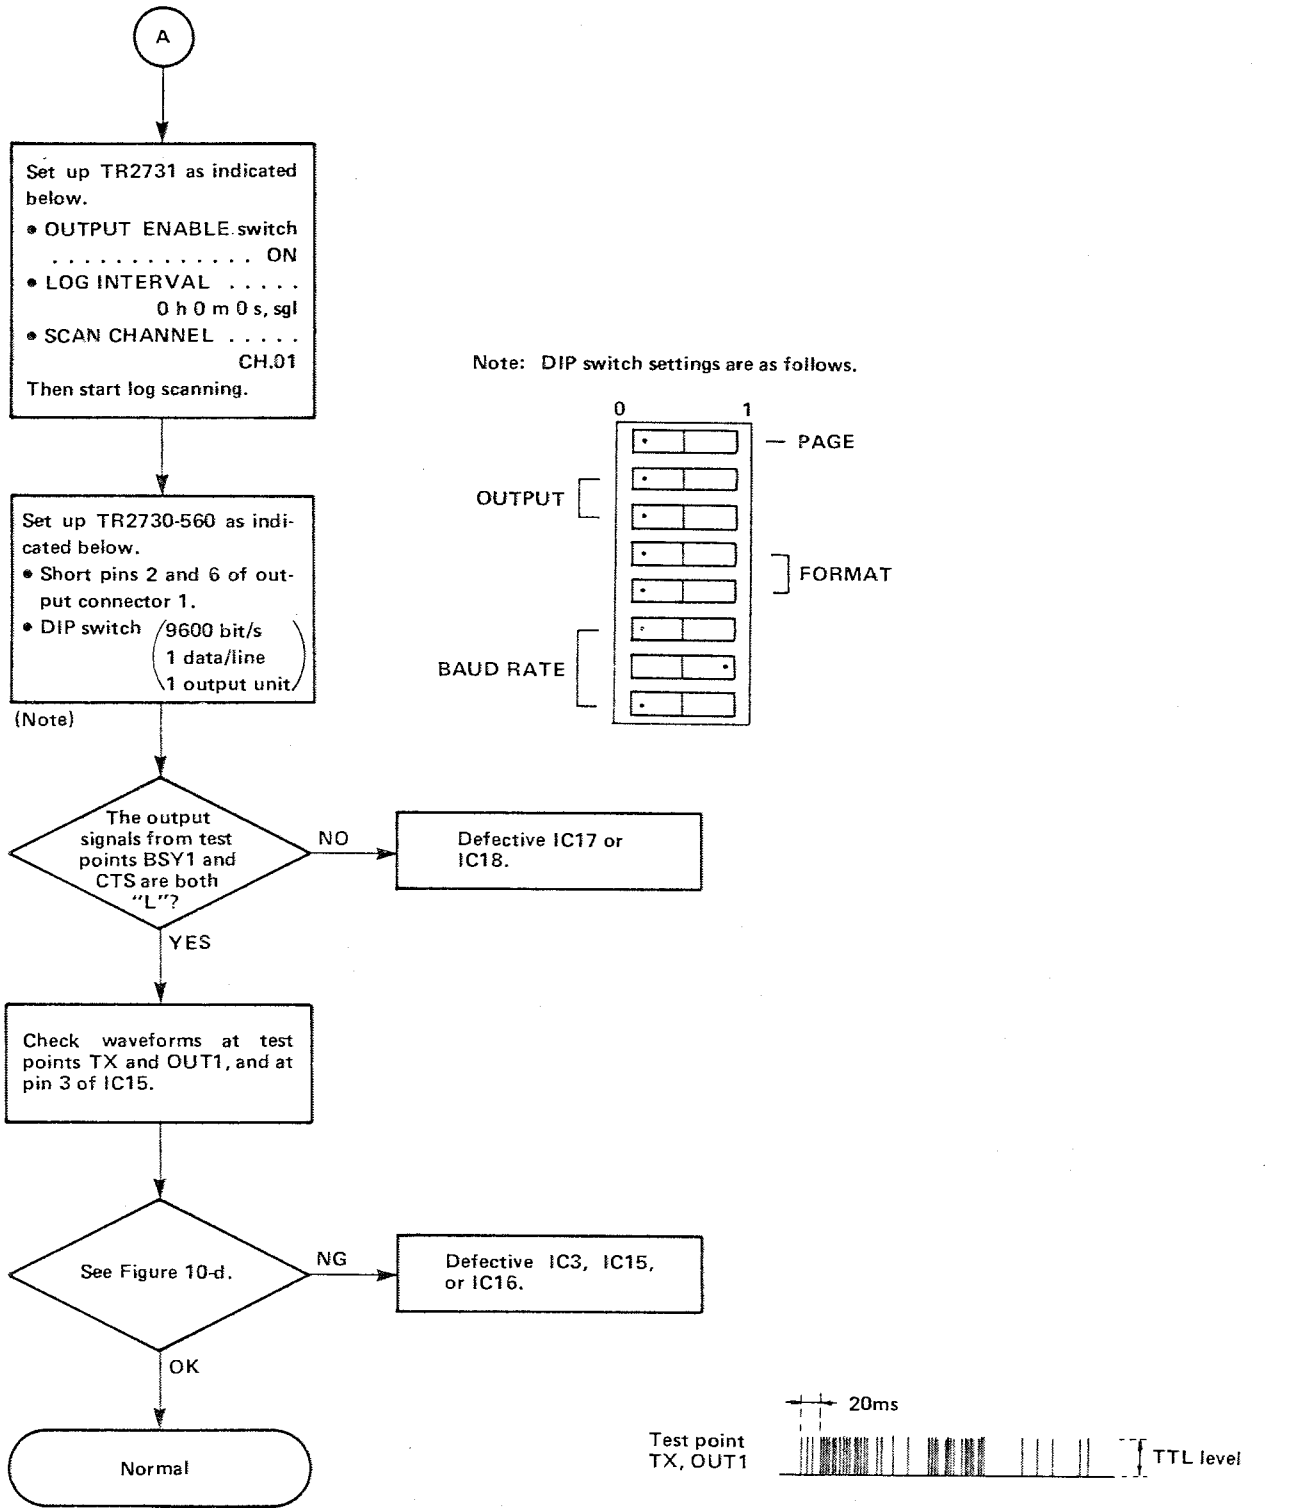 A
Set up TR2731 as indicated
below.
• OUTPUT ENABLE switch
. . . . . . . . . . . . . ON
• LOG INTERVAL . . . . .
0 h 0 m 0 s, sgl
• SCAN CHANNEL . . . . .
CH.01
Then start log scanning.
Set up TR2730-560 as indi-
cated below.
• Short pins 2 and 6 of out-
put connector 1.
• DIP switch (9600 bit/s
1 data/line
1 output unit)
(Note)
Note: DIP switch settings are as follows.
0 1
PAGE
OUTPUT
FORMAT
BAUD RATE
The output
signals from test
points BSY1 and
CTS are both
"L"?
NO
Defective IC17 or
IC18.
YES
Check waveforms at test
points TX and OUT1, and at
pin 3 of IC15.
See Figure 10-d.
NG
Defective IC3, IC15,
or IC16.
OK
Normal
20ms
Test point
TX, OUT1
TTL level